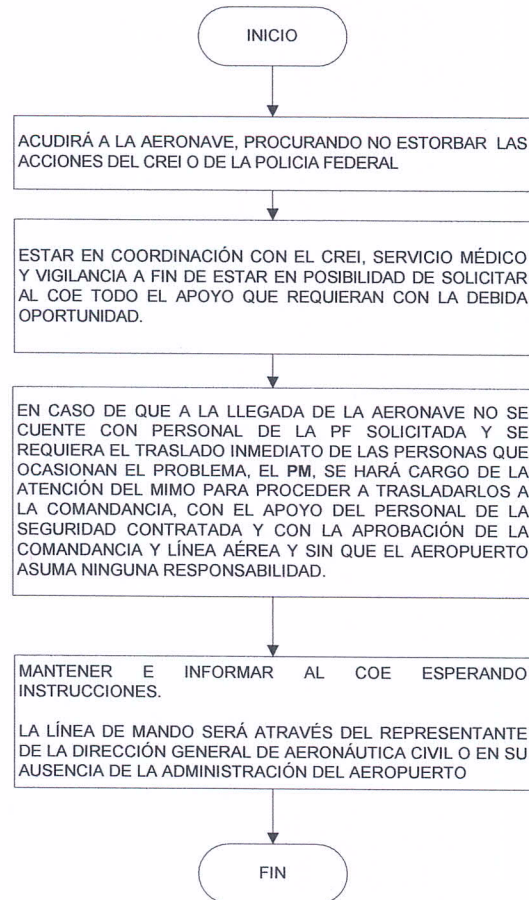 INICIO
ACUDIRÁ A LA AERONAVE, PROCURANDO NO ESTORBAR LAS
ACCIONES DEL CREI O DE LA POLICIA FEDERAL
ESTAR EN COORDINACIÓN CON EL CREI, SERVICIO MÉDICO
Y VIGILANCIA A FIN DE ESTAR EN POSIBILIDAD DE SOLICITAR
AL COE TODO EL APOYO QUE REQUIERAN CON LA DEBIDA
OPORTUNIDAD.
EN CASO DE QUE A LA LLEGADA DE LA AERONAVE NO SE
CUENTE CON PERSONAL DE LA PF SOLICITADA Y SE
REQUIERA EL TRASLADO INMEDIATO DE LAS PERSONAS QUE
OCASIONAN EL PROBLEMA, EL PM, SE HARÁ CARGO DE LA
ATENCIÓN DEL MIMO PARA PROCEDER A TRASLADARLOS A
LA COMANDANCIA, CON EL APOYO DEL PERSONAL DE LA
SEGURIDAD CONTRATADA Y CON LA APROBACIÓN DE LA
COMANDANCIA Y LÍNEA AÉREA Y SIN QUE EL AEROPUERTO
ASUMA NINGUNA RESPONSABILIDAD.
MANTENER E INFORMAR AL COE ESPERANDO
INSTRUCCIONES.
LA LÍNEA DE MANDO SERÁ ATRAVÉS DEL REPRESENTANTE
DE LA DIRECCIÓN GENERAL DE AERONÁUTICA CIVIL O EN SU
AUSENCIA DE LA ADMINISTRACIÓN DEL AEROPUERTO
FIN